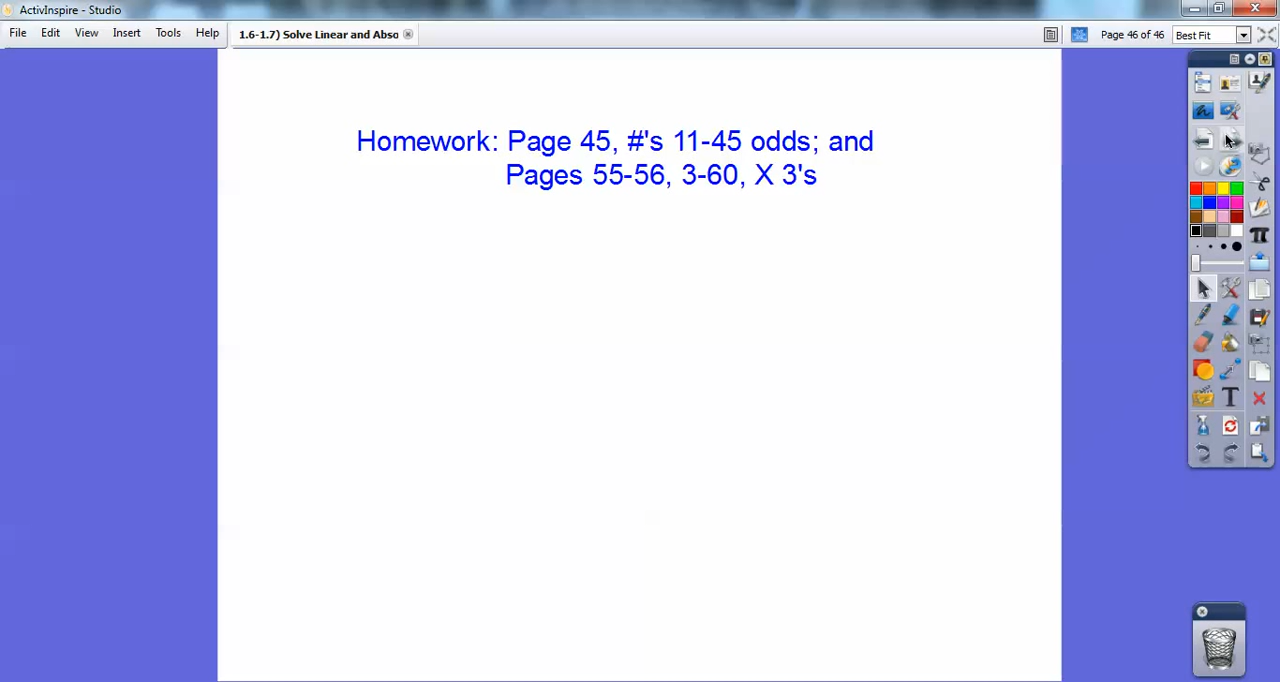 ActivInspire - Studio
File Edit View Insert Tools Help
1.6-1.7) Solve Linear and Abso
Page 46 of 46
Best Fit
Homework: Page 45, #'s 11-45 odds; and
Pages 55-56, 3-60, X 3's